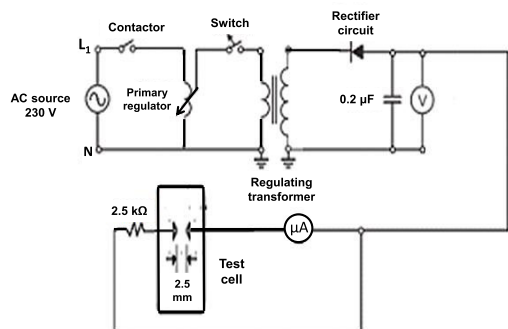 Contactor
Switch
Rectifier
circuit
L1
AC source
230 V
Primary
regulator
0.2 µF
V
N
Regulating
transformer
2.5 kΩ
µA
Test
cell
2.5
mm